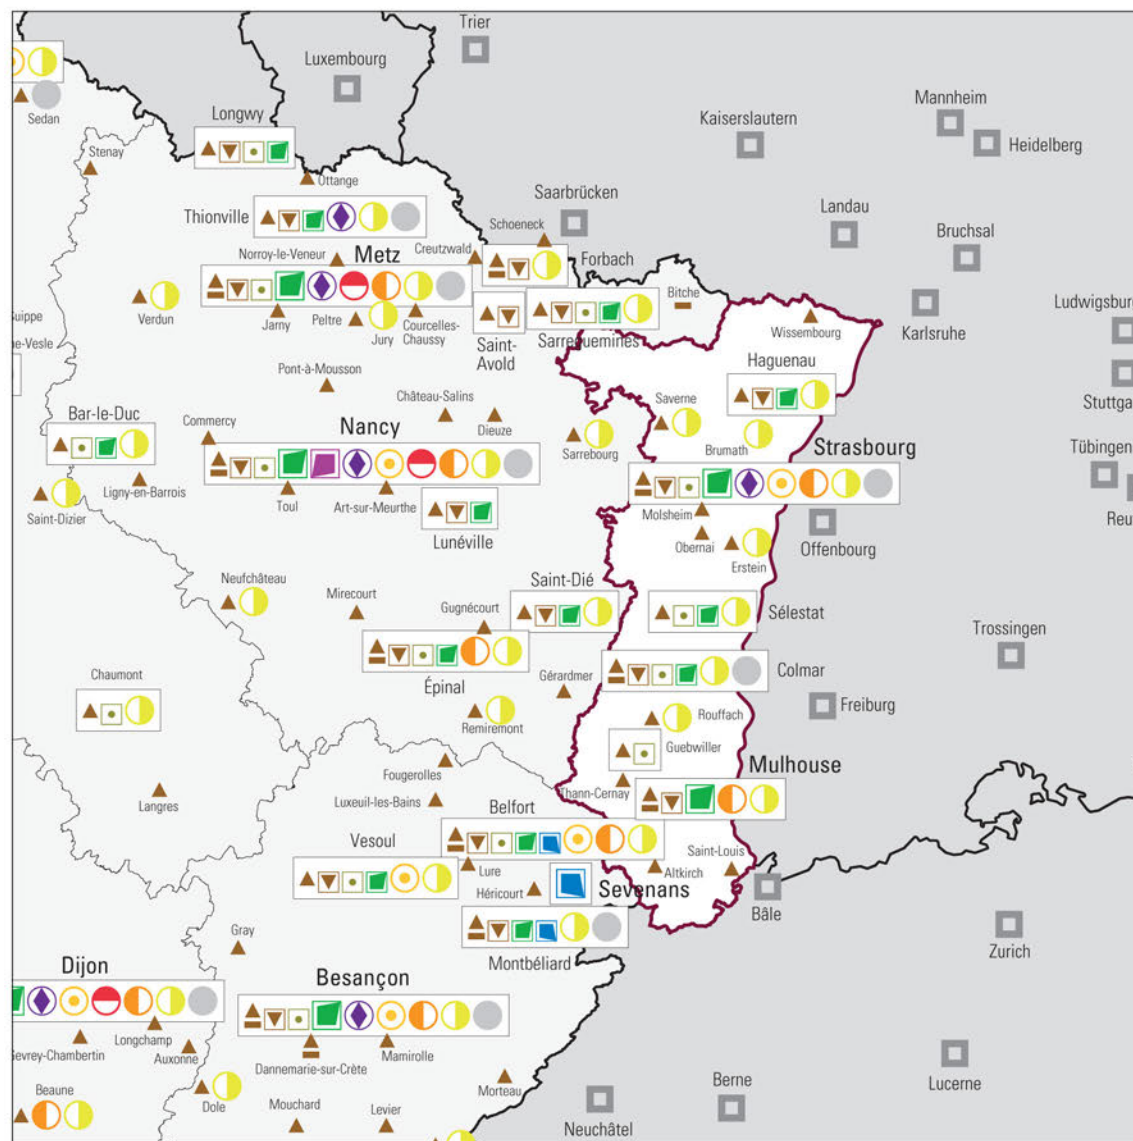 Trier
Luxembourg
Mannheim
Kaiserslautern
Heidelberg
Sedan
Longwy
Stenay
Ottange
Saarbrücken
Landau
Thionville
Schoeneck
Bruchsal
Norroy-le-Veneur
Metz
Creutzwald
Forbach
Bitche
Verdun
Jarny
Peltre
Jury
Courcelles-
Chaussy
Saint-
Avold
Sarreguemines
Wissembourg
Karlsruhe
Ludwigsburg
Haguenau
Pont-à-Mousson
Château-Salins
Dieuze
Saverne
Stuttga
Bar-le-Duc
Commercy
Nancy
Sarrebourg
Brumath
Strasbourg
Tübingen
Saint-Dizier
Ligny-en-Barrois
Toul
Art-sur-Meurthe
Lunéville
Molsheim
Obernai
Erstein
Offenbourg
Reu
Neufchâteau
Mirecourt
Gugnécourt
Saint-Dié
Sélestat
Trossingen
Chaumont
Épinal
Gérardmer
Colmar
Freiburg
Remiremont
Rouffach
Guebwiller
Fougerolles
Mulhouse
Langres
Luxeuil-les-Bains
Thann-Cernay
Belfort
Vesoul
Lure
Saint-Louis
Altkirch
Héricourt
Sevenans
Bâle
Zurich
Gray
Montbéliard
Dijon
Besançon
Longchamp
Gevrey-Chambertin
Auxonne
Dannemarie-sur-Crète
Mamirolle
Lucerne
Beaune
Dole
Mouchard
Levier
Morteau
Berne
Neuchâtel